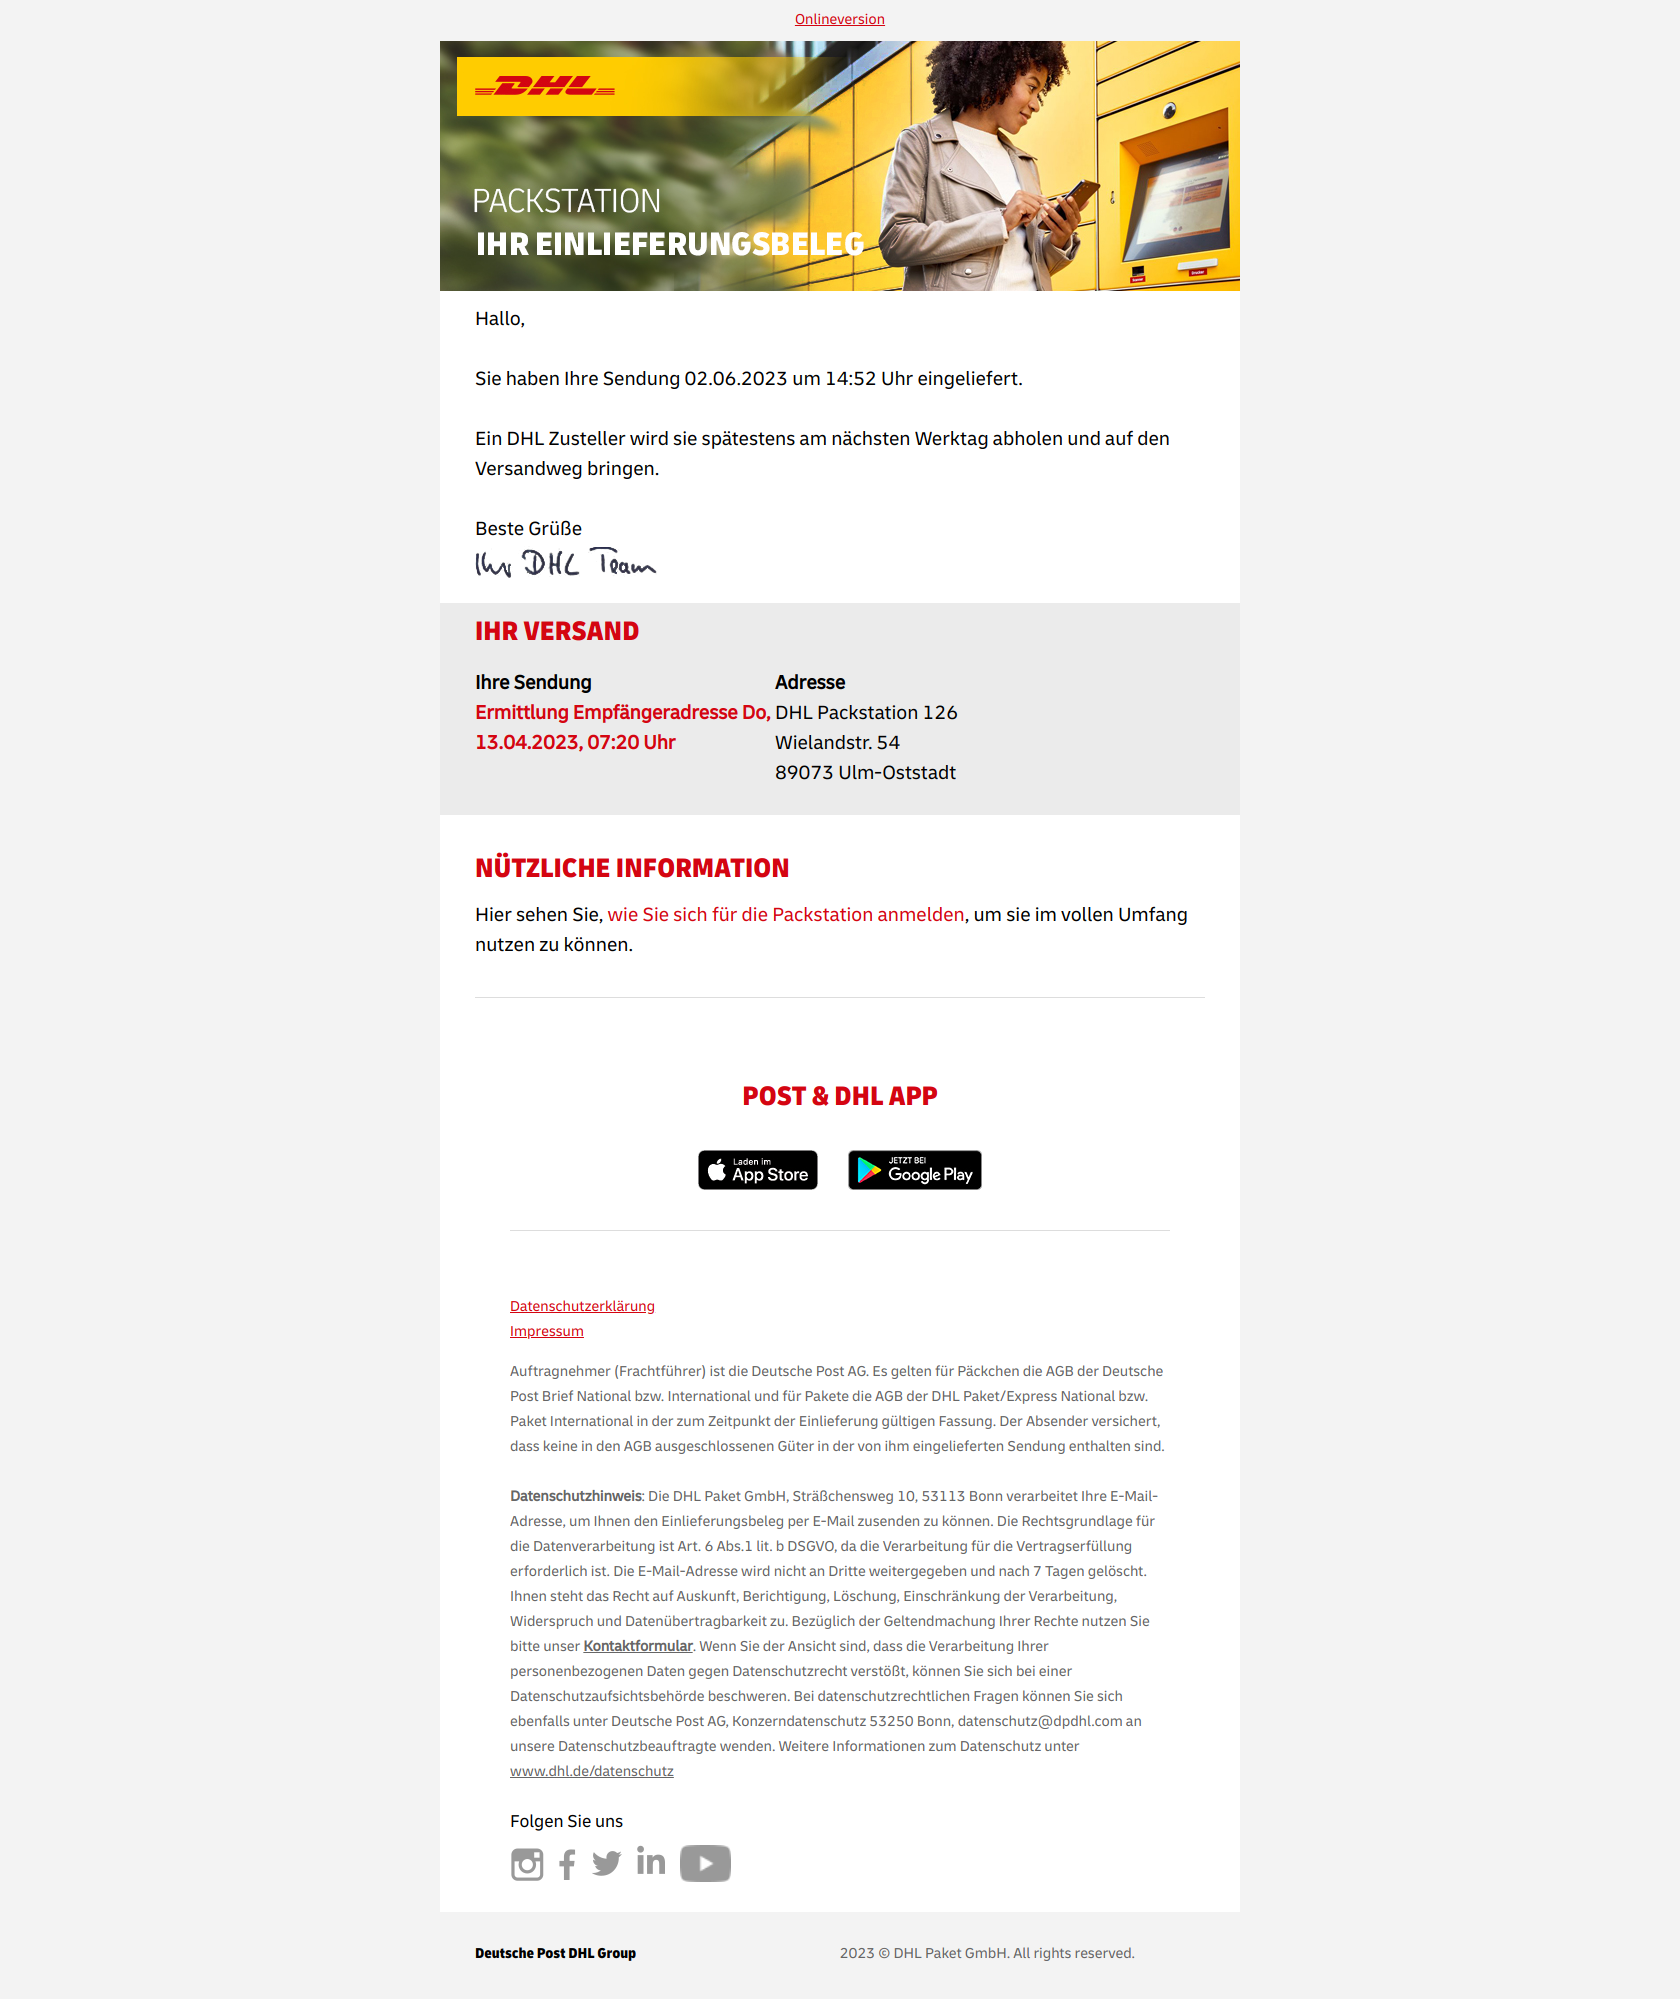 Onlineversion
DHL
PACKSTATION
IHR EINLIEFERUNGSBELEG
Hallo,
Sie haben Ihre Sendung 02.06.2023 um 14:52 Uhr eingeliefert.
Ein DHL Zusteller wird sie spätestens am nächsten Werktag abholen und auf den
Versandweg bringen.
Beste Grüße
Ihr DHL Team
IHR VERSAND
Ihre Sendung
Ermittlung Empfängeradresse Do,
13.04.2023, 07:20 Uhr
Adresse
DHL Packstation 126
Wielandstr. 54
89073 Ulm-Oststadt
NÜTZLICHE INFORMATION
Hier sehen Sie, wie Sie sich für die Packstation anmelden, um sie im vollen Umfang
nutzen zu können.
POST & DHL APP
Laden im
App Store
JETZT BEI
Google Play
Datenschutzerklärung
Impressum
Auftragnehmer (Frachtführer) ist die Deutsche Post AG. Es gelten für Päckchen die AGB der Deutsche
Post Brief National bzw. International und für Pakete die AGB der DHL Paket/Express National bzw.
Paket International in der zum Zeitpunkt der Einlieferung gültigen Fassung. Der Absender versichert,
dass keine in den AGB ausgeschlossenen Güter in der von ihm eingelieferten Sendung enthalten sind.
Datenschutzhinweis: Die DHL Paket GmbH, Sträßchensweg 10, 53113 Bonn verarbeitet Ihre E-Mail-
Adresse, um Ihnen den Einlieferungsbeleg per E-Mail zusenden zu können. Die Rechtsgrundlage für
die Datenverarbeitung ist Art. 6 Abs.1 lit. b DSGVO, da die Verarbeitung für die Vertragserfüllung
erforderlich ist. Die E-Mail-Adresse wird nicht an Dritte weitergegeben und nach 7 Tagen gelöscht.
Ihnen steht das Recht auf Auskunft, Berichtigung, Löschung, Einschränkung der Verarbeitung,
Widerspruch und Datenübertragbarkeit zu. Bezüglich der Geltendmachung Ihrer Rechte nutzen Sie
bitte unser Kontaktformular. Wenn Sie der Ansicht sind, dass die Verarbeitung Ihrer
personenbezogenen Daten gegen Datenschutzrecht verstößt, können Sie sich bei einer
Datenschutzaufsichtsbehörde beschweren. Bei datenschutzrechtlichen Fragen können Sie sich
ebenfalls unter Deutsche Post AG, Konzerndatenschutz 53250 Bonn, datenschutz@dpdhl.com an
unsere Datenschutzbeauftragte wenden. Weitere Informationen zum Datenschutz unter
www.dhl.de/datenschutz
Folgen Sie uns
in
Deutsche Post DHL Group
2023 © DHL Paket GmbH. All rights reserved.